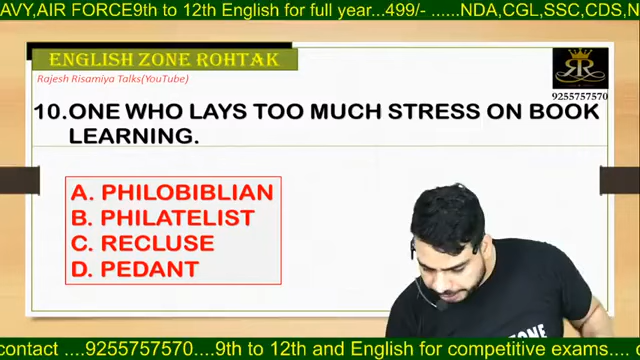 AVY,AIR FORCE9th to 12th English for full year...499/- ......NDA,CGL,SSC,CDS,N
ENGLISH ZONE ROHTAK
Rajesh Risamiya Talks(YouTube)
RR
9255757570
10.ONE WHO LAYS TOO MUCH STRESS ON BOOK
LEARNING.
A. PHILOBIBLIAN
B. PHILATELIST
C. RECLUSE
D. PEDANT
ZONE
contact ....9255757570....9th to 12th and English for competitive exams....c